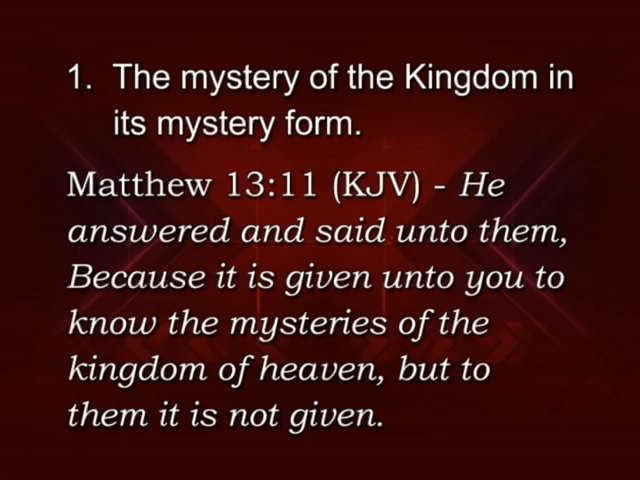 1. The mystery of the Kingdom in
its mystery form.
Matthew 13:11 (KJV) - He
answered and said unto them,
Because it is given unto you to
know the mysteries of the
kingdom of heaven, but to
them it is not given.